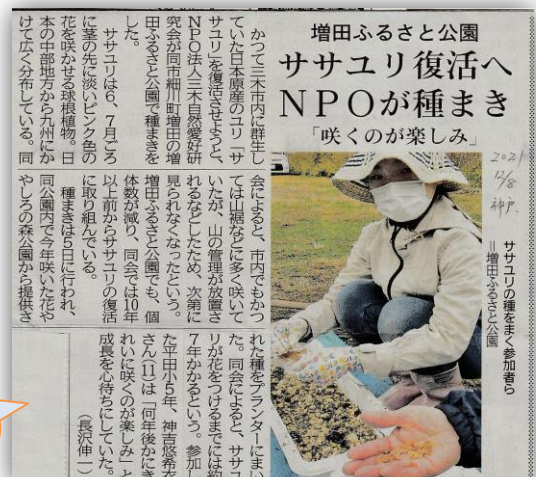 増田ふるさと公園
ササユリ復活へ
NPOが種まき
「咲くのが楽しみ」
2021
12/8
神戸.
ササユリの種をまく参加者ら
=増田ふるさと公園
かつて三木市内に群生し
ていた日本原産のユリ「サ
サユリ」を復活させようと、
NPO法人三木自然愛好研
究会が同市細川町増田の増
田ふるさと公園で種まきを
した。
ササユリは6、7月ごろ
に茎の先に淡いピンク色の
花を咲かせる球根植物。日
本の中部地方から九州にか
けて広く分布している。同
会によると、市内でもかつ
ては山裾などに多く咲いて
いたが、山の管理が放置さ
れるなどしたため、次第に
見られなくなったという。
増田ふるさと公園でも、個
体数が減り、同会では10年
以上前からササユリの復活
に取り組んでいる。
種まきは5日に行われ、
同公園内で今年咲いた花や
やしろの森公園から提供さ
れた種をプランターにまい
た。同会によると、ササユ
リが花をつけるまでには約
7年かかるという。参加し
た平田小5年、神吉悠希衣
さん(11)は「何年後かにき
れいに咲くのが楽しみ」と
成長を心待ちにしていた。
(長沢伸一)